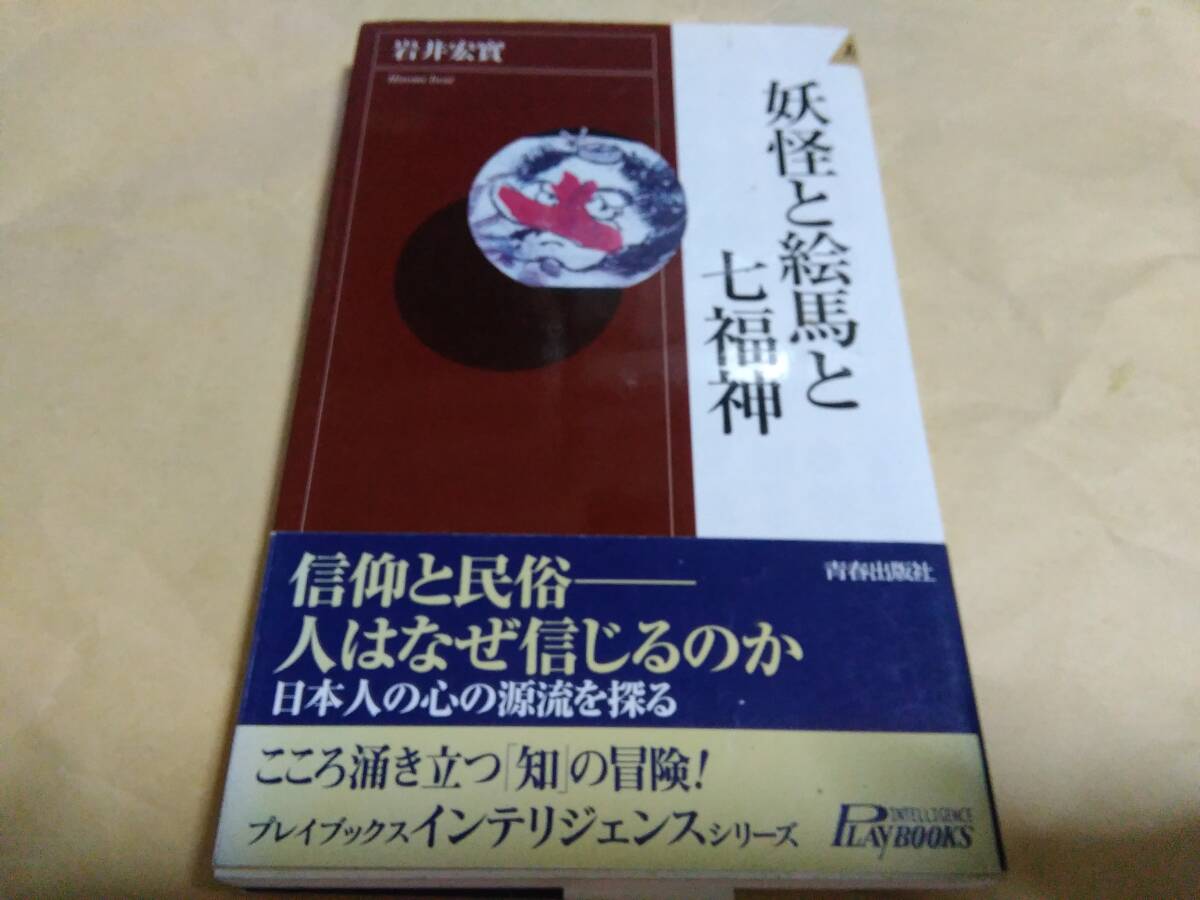 岩井宏實
Hiromi Iwai
妖怪と絵馬と
七福神
信仰と民俗――
人はなぜ信じるのか
日本人の心の源流を探る
青春出版社
こころ涌き立つ「知」の冒険!
プレイブックスインテリジェンスシリーズ
INTELLIGENCE
PLAYBOOKS